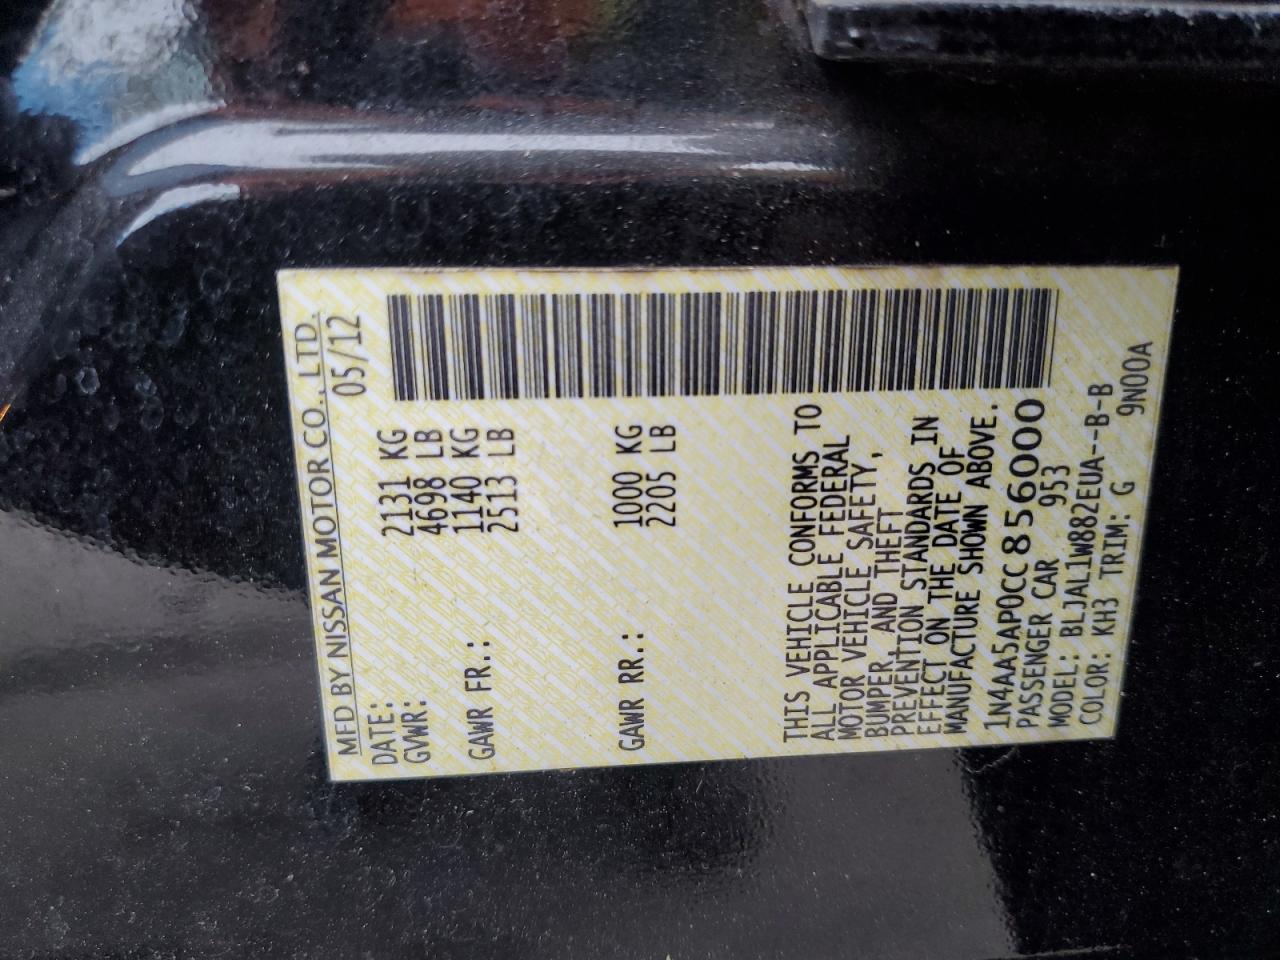 MFD BY NISSAN MOTOR CO., LTD.
DATE: 05/12
GVWR: 2131 KG
4698 LB
GAWR FR.: 1140 KG
2513 LB
GAWR RR.: 1000 KG
2205 LB
THIS VEHICLE CONFORMS TO
ALL APPLICABLE FEDERAL
MOTOR VEHICLE SAFETY,
BUMPER, AND THEFT
PREVENTION STANDARDS IN
EFFECT ON THE DATE OF
MANUFACTURE SHOWN ABOVE.
1N4AA5AP0CC856000
PASSENGER CAR 953
MODEL: BLJAL1W882EUA--B-B
COLOR: KH3 TRIM: G 9N00A